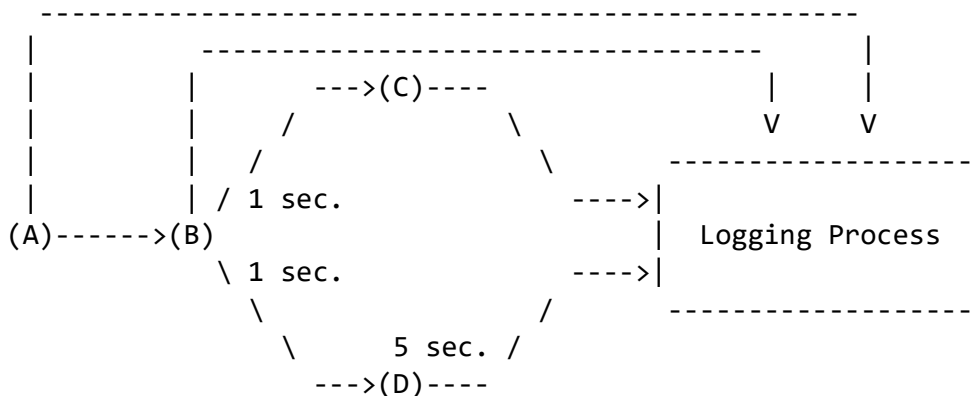 -----------------------------------------------------
  |            -----------------------------------      |
  |           |       --->(C)----                 |     |
  |           |     /             \               V     V
  |           |    /               \        -------------------
  |           | / 1 sec.             ---->|
(A)------>(B)                             |  Logging Process
             \ 1 sec.                ---->|
              \                    /        -------------------
               \      5 sec. /
                 --->(D)----